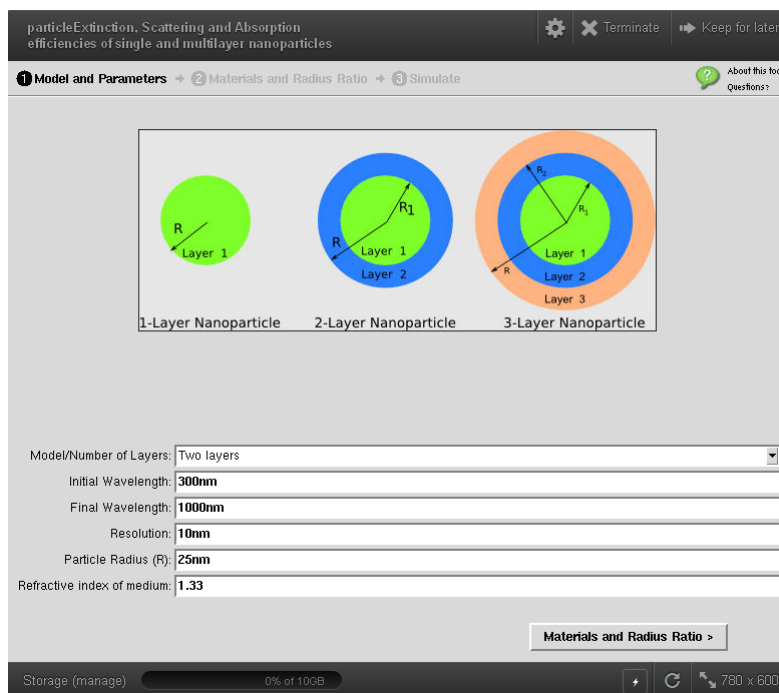 particleExtinction, Scattering and Absorption
efficiencies of single and multilayer nanoparticles
Terminate
Keep for later
1 Model and Parameters → 2 Materials and Radius Ratio → 3 Simulate
?
About this too
Questions?
R
Layer 1
1-Layer Nanoparticle
R1
R
Layer 1
Layer 2
2-Layer Nanoparticle
R2
R1
R
Layer 1
Layer 2
Layer 3
3-Layer Nanoparticle
Model/Number of Layers: Two layers
Initial Wavelength: 300nm
Final Wavelength: 1000nm
Resolution: 10nm
Particle Radius (R): 25nm
Refractive index of medium: 1.33
Materials and Radius Ratio >
Storage (manage) 0% of 10GB
780 x 600